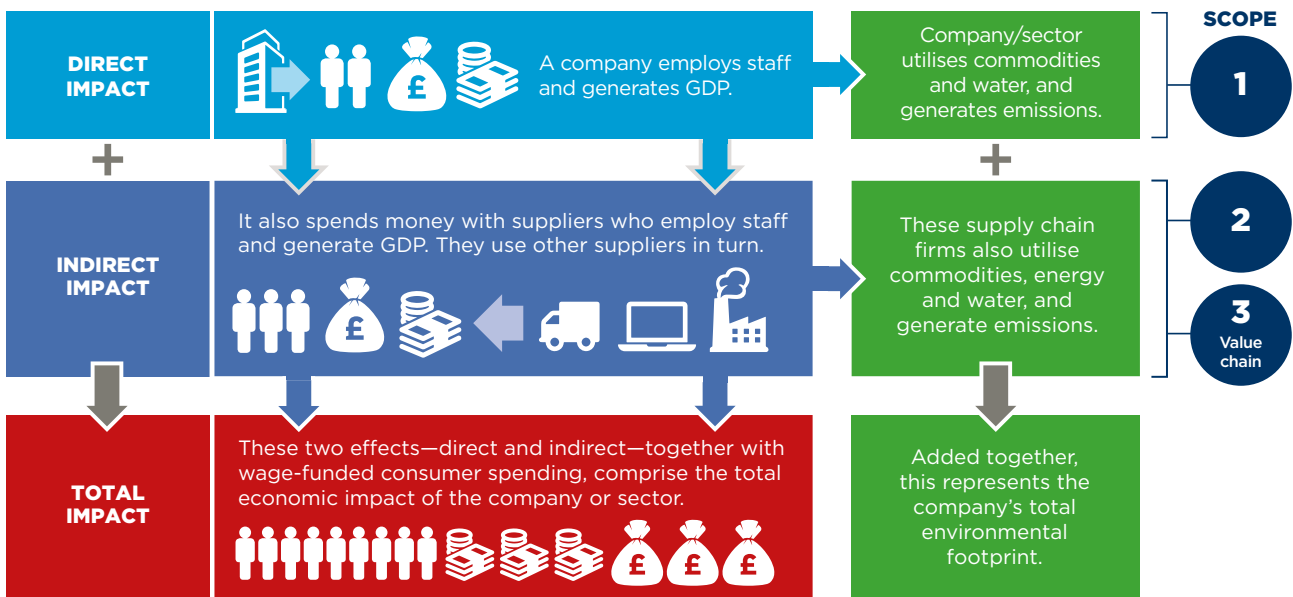 DIRECT
IMPACT
£
A company employs staff
and generates GDP.
Company/sector
utilises commodities
and water, and
generates emissions.
SCOPE
1
+
+
INDIRECT
IMPACT
It also spends money with suppliers who employ staff
and generate GDP. They use other suppliers in turn.
£
These supply chain
firms also utilise
commodities, energy
and water, and
generate emissions.
2
3
Value
chain
TOTAL
IMPACT
These two effects—direct and indirect—together with
wage-funded consumer spending, comprise the total
economic impact of the company or sector.
£ £ £
Added together,
this represents the
company’s total
environmental
footprint.